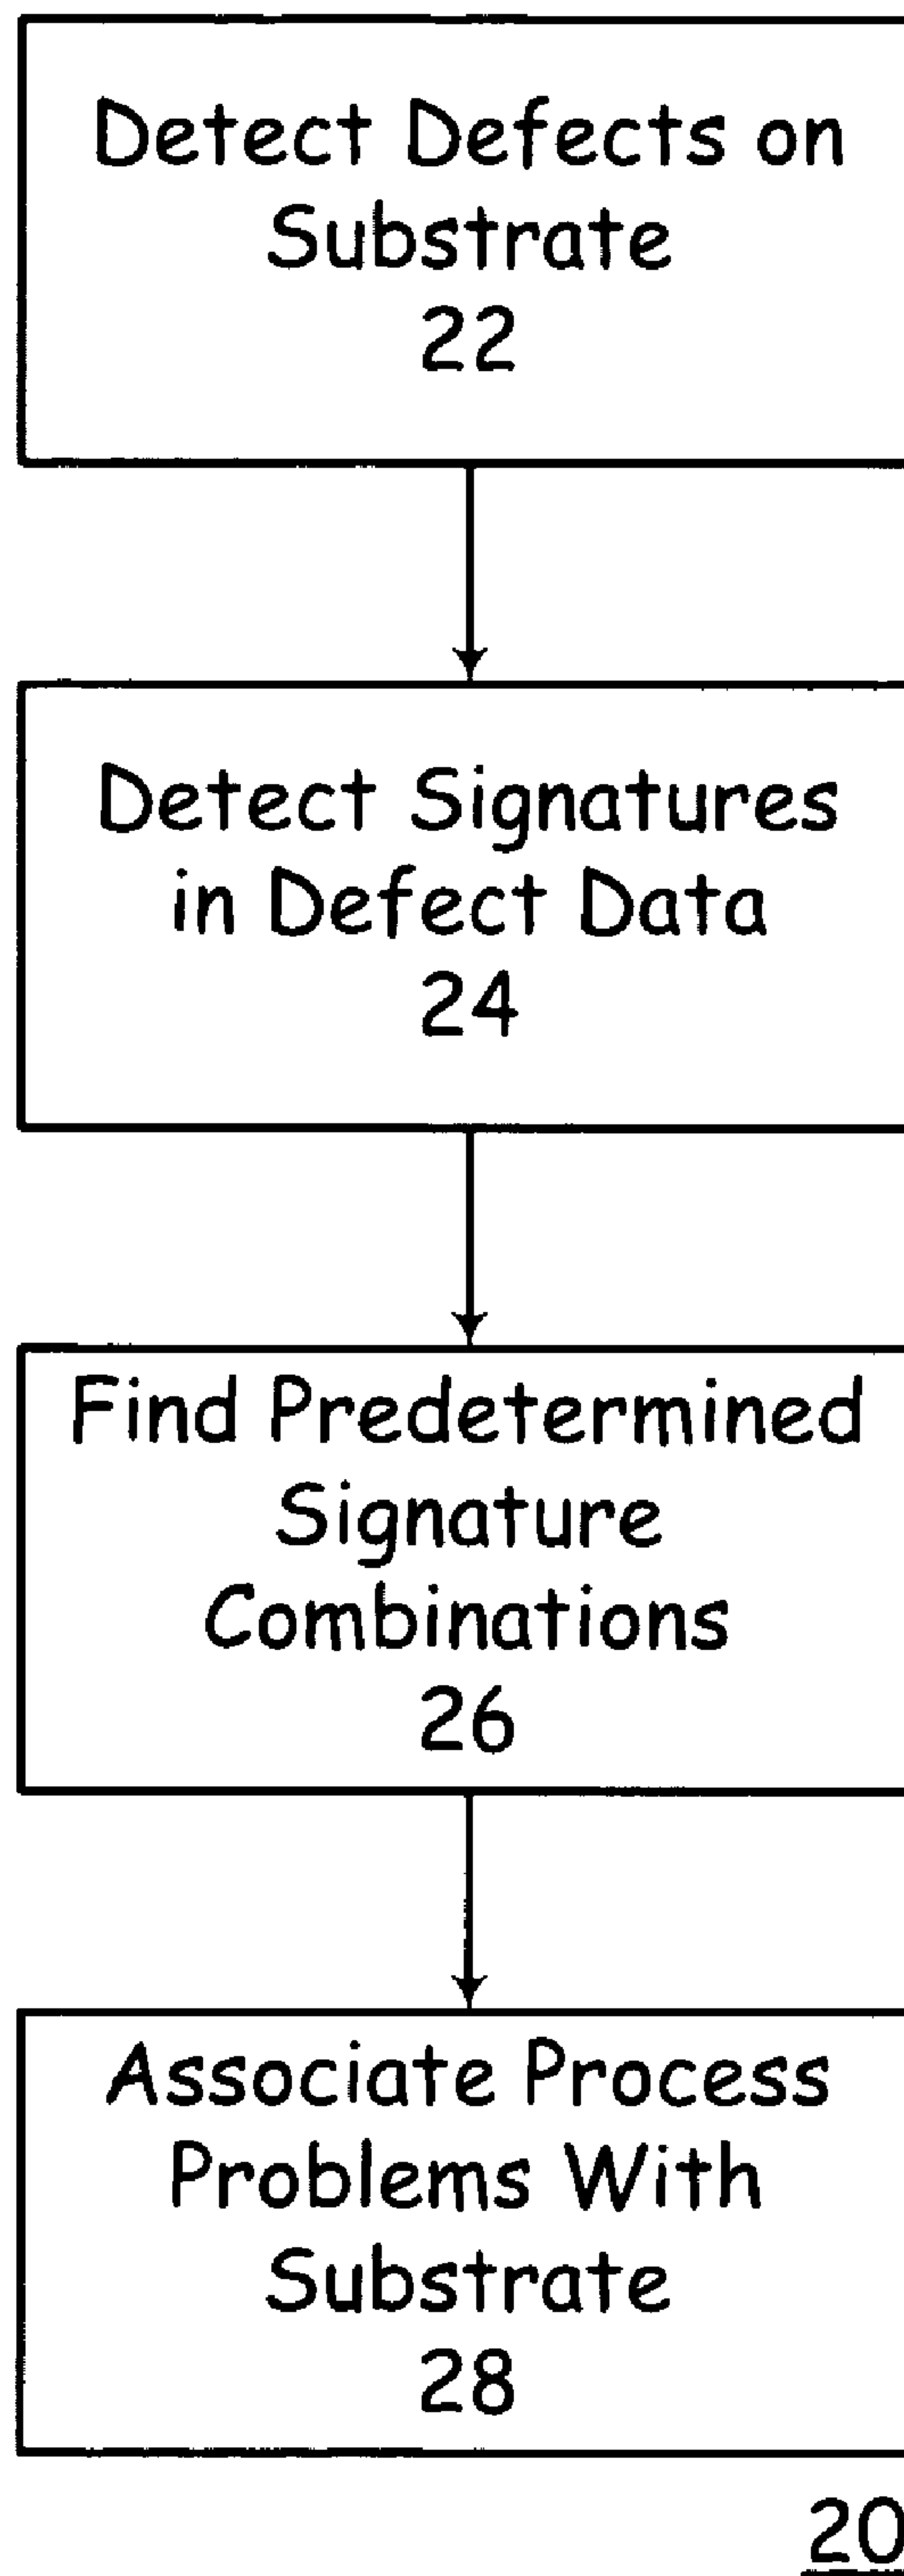 Detect Defects on
Substrate
22
Detect Signatures
in Defect Data
24
Find Predetermined
Signature
Combinations
26
Associate Process
Problems With
Substrate
28
20